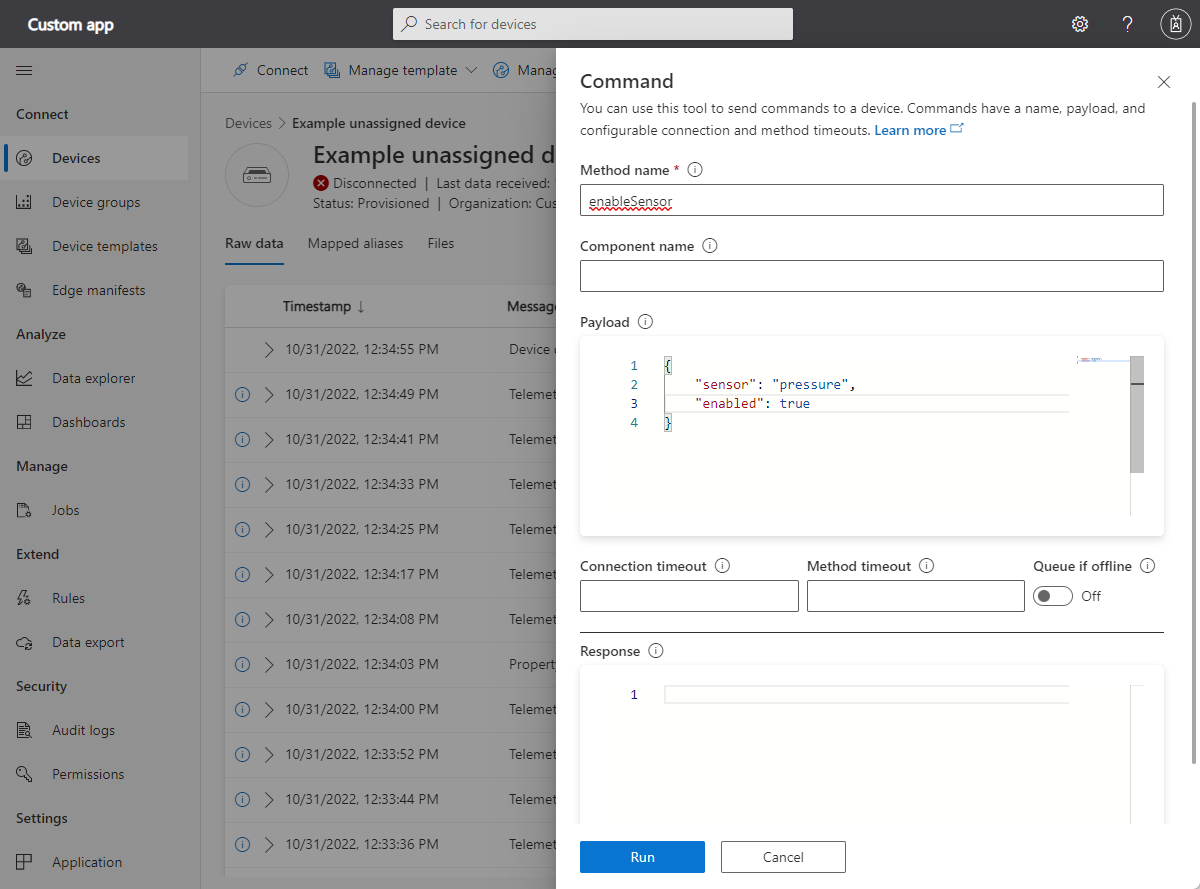 Custom app
Search for devices
?
Connect
Devices
Device groups
Device templates
Edge manifests
Analyze
Data explorer
Dashboards
Manage
Jobs
Extend
Rules
Data export
Security
Audit logs
Permissions
Settings
Application
Connect
Manage template
Manag
Devices > Example unassigned device
Example unassigned d
Disconnected | Last data received:
Status: Provisioned | Organization: Cus
Raw data Mapped aliases Files
Timestamp ↓ Message
10/31/2022, 12:34:55 PM Device
10/31/2022, 12:34:49 PM Telemet
10/31/2022, 12:34:41 PM Telemet
10/31/2022, 12:34:33 PM Telemet
10/31/2022, 12:34:25 PM Telemet
10/31/2022, 12:34:17 PM Telemet
10/31/2022, 12:34:08 PM Telemet
10/31/2022, 12:34:03 PM Property
10/31/2022, 12:34:00 PM Telemet
10/31/2022, 12:33:52 PM Telemet
10/31/2022, 12:33:44 PM Telemet
10/31/2022, 12:33:36 PM Telemet
Command
You can use this tool to send commands to a device. Commands have a name, payload, and
configurable connection and method timeouts. Learn more
Method name *
enableSensor
Component name
Payload
1 {
2 "sensor": "pressure",
3 "enabled": true
4 }
Connection timeout Method timeout Queue if offline
Off
Response
1
Run Cancel